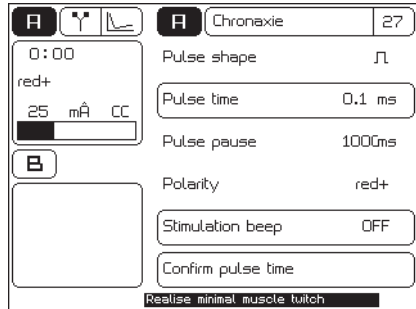 A
0:00
red+
25 mÂ CC
B
A Chronaxie 27
Pulse shape
Pulse time 0.1 ms
Pulse pause 1000ms
Polarity red+
Stimulation beep OFF
Confirm pulse time
Realise minimal muscle twitch